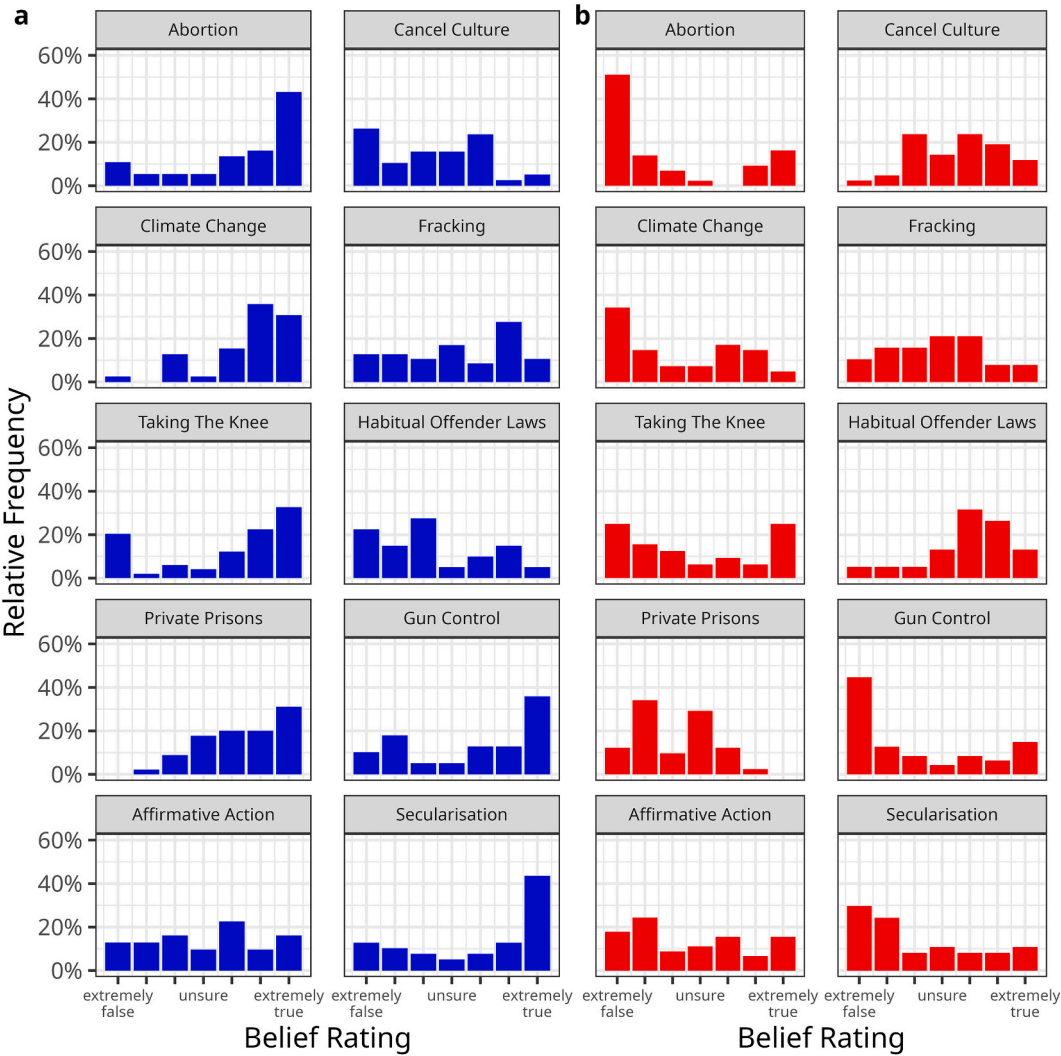 a
b
Abortion
Cancel Culture
Abortion
Cancel Culture
60%
40%
20%
0%
Climate Change
Fracking
Climate Change
Fracking
60%
40%
20%
0%
Taking The Knee
Habitual Offender Laws
Taking The Knee
Habitual Offender Laws
60%
40%
20%
0%
Private Prisons
Gun Control
Private Prisons
Gun Control
60%
40%
20%
0%
Affirmative Action
Secularisation
Affirmative Action
Secularisation
60%
40%
20%
0%
Relative Frequency
extremely
false
unsure
extremely
true
extremely
false
unsure
extremely
true
extremely
false
unsure
extremely
true
extremely
false
unsure
extremely
true
Belief Rating
Belief Rating